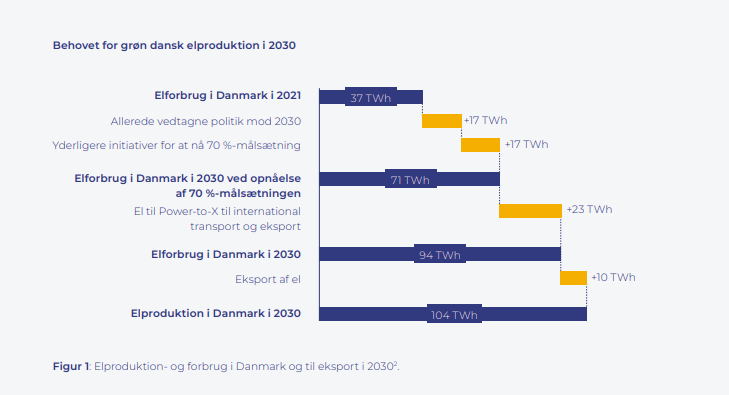 Behovet for grøn dansk elproduktion i 2030
Elforbrug i Danmark i 2021
37 TWh
Allerede vedtagne politik mod 2030
+17 TWh
Yderligere initiativer for at nå 70 %-målsætning
+17 TWh
Elforbrug i Danmark i 2030 ved opnåelse
af 70 %-målsætningen
71 TWh
El til Power-to-X til international
transport og eksport
+23 TWh
Elforbrug i Danmark i 2030
94 TWh
Eksport af el
+10 TWh
Elproduktion i Danmark i 2030
104 TWh
Figur 1: Elproduktion- og forbrug i Danmark og til eksport i 2030².